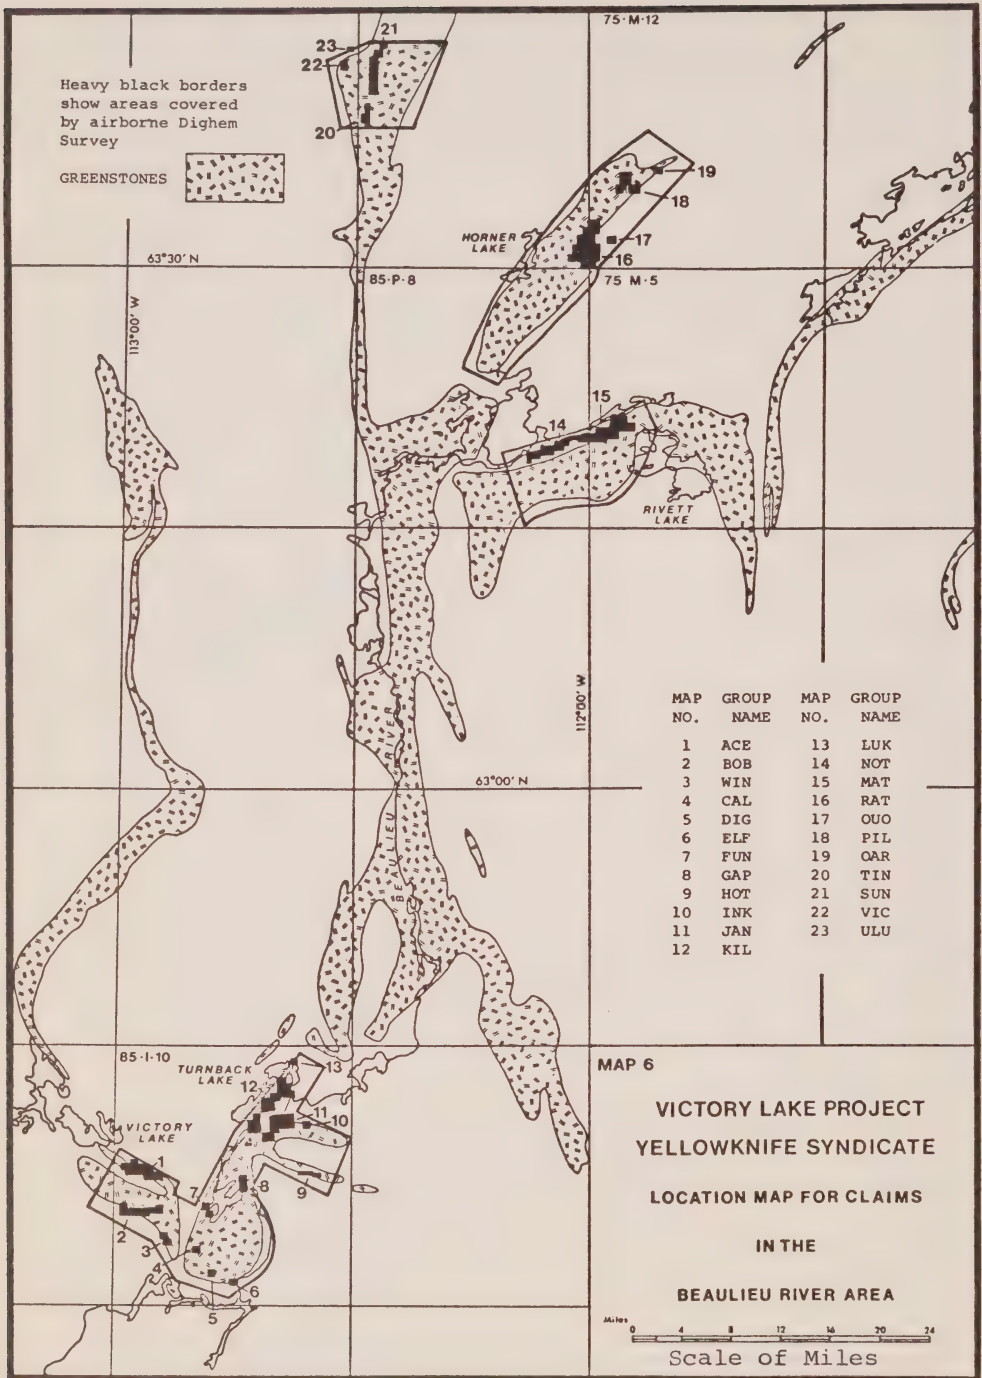 75·M·12
21
23
22
Heavy black borders
show areas covered
by airborne Dighem
Survey
20
GREENSTONES
19
18
HORNER
LAKE
17
16
63°30' N
85·P·8
75 M·5
113°00' W
15
14
RIVETT
LAKE
112°00' W
MAP GROUP MAP GROUP
NO. NAME NO. NAME
1 ACE 13 LUK
2 BOB 14 NOT
3 WIN 15 MAT
4 CAL 16 RAT
5 DIG 17 OUO
6 ELF 18 PIL
7 FUN 19 OAR
8 GAP 20 TIN
9 HOT 21 SUN
10 INK 22 VIC
11 JAN 23 ULU
12 KIL
63°00' N
BEAULIEU RIVER
85·I·10
TURNBACK
LAKE
13
12
11
10
VICTORY
LAKE
1
7
8
9
2
3
4
5
6
MAP 6
VICTORY LAKE PROJECT
YELLOWKNIFE SYNDICATE
LOCATION MAP FOR CLAIMS
IN THE
BEAULIEU RIVER AREA
Miles
0 4 8 12 16 20 24
Scale of Miles